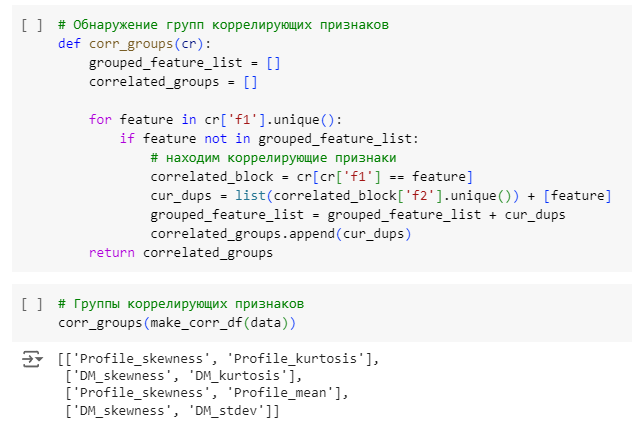 [ ] # Обнаружение групп коррелирующих признаков
def corr_groups(cr):
    grouped_feature_list = []
    correlated_groups = []

    for feature in cr['f1'].unique():
        if feature not in grouped_feature_list:
            # находим коррелирующие признаки
            correlated_block = cr[cr['f1'] == feature]
            cur_dups = list(correlated_block['f2'].unique()) + [feature]
            grouped_feature_list = grouped_feature_list + cur_dups
            correlated_groups.append(cur_dups)
    return correlated_groups
[ ] # Группы коррелирующих признаков
corr_groups(make_corr_df(data))
[['Profile_skewness', 'Profile_kurtosis'],
 ['DM_skewness', 'DM_kurtosis'],
 ['Profile_skewness', 'Profile_mean'],
 ['DM_skewness', 'DM_stdev']]